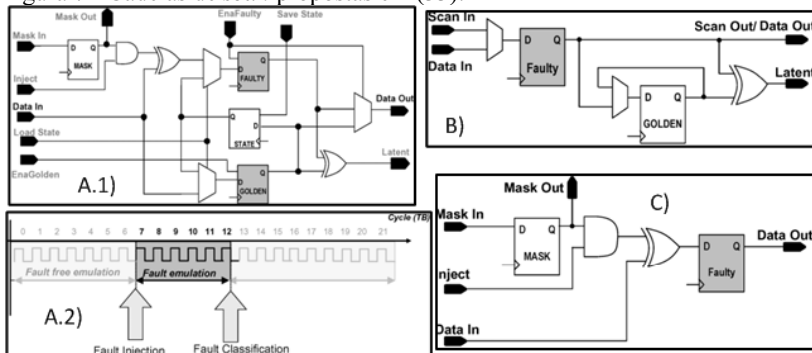 Mask Out
EnaFaulty
Save State
Mask In
D Q
MASK
Inject
D Q
FAULTY
Data In
Q
D
STATE
Data Out
Load State
Latent
EnaGolden
D Q
GOLDEN
A.1)
Scan In
Data In
D Q
Faulty
Scan Out/ Data Out
Latent
D Q
GOLDEN
B)
Cycle (TB)
0 1 2 3 4 5 6 7 8 9 10 11 12 13 14 15 16 17 18 19 20 21
Fault free emulation
Fault emulation
A.2)
Fault Injection
Fault Classification
Mask Out
C)
Mask In
D Q
MASK
Inject
D Q
Faulty
Data Out
Data In